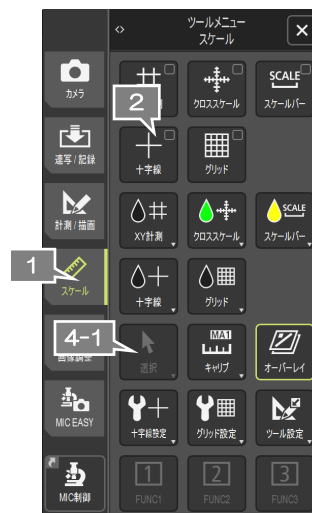 ツールメニュー
スケール
カメラ
速写/記録
計測/描画
1
スケール
画像調整
MIC EASY
MIC制御
2
クロススケール
SCALE
スケールバー
十字線
グリッド
XY計測
クロススケール
SCALE
スケールバー
十字線
グリッド
4-1
選択
MA1
キャリブ
オーバーレイ
十字線設定
グリッド設定
ツール設定
1
FUNC1
2
FUNC2
3
FUNC3